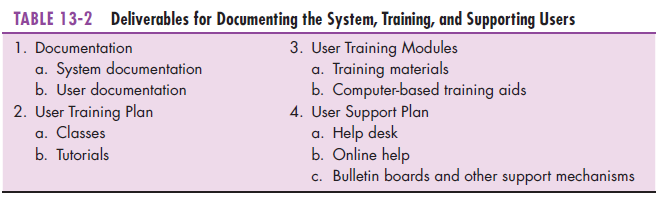 TABLE 13-2 Deliverables for Documenting the System, Training, and Supporting Users
1. Documentation
a. System documentation
b. User documentation
2. User Training Plan
a. Classes
b. Tutorials
3. User Training Modules
a. Training materials
b. Computer-based training aids
4. User Support Plan
a. Help desk
b. Online help
c. Bulletin boards and other support mechanisms